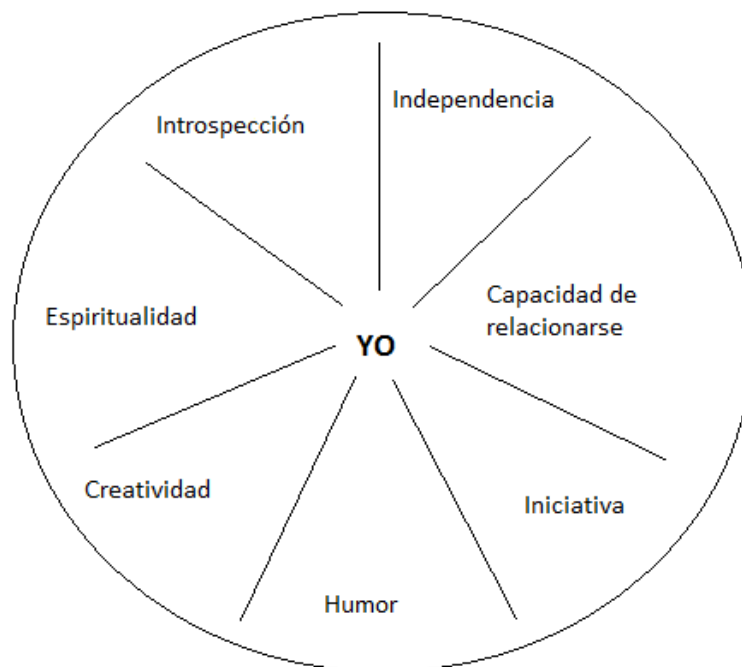 Independencia
Introspección
Capacidad de
relacionarse
Espiritualidad
YO
Creatividad
Iniciativa
Humor